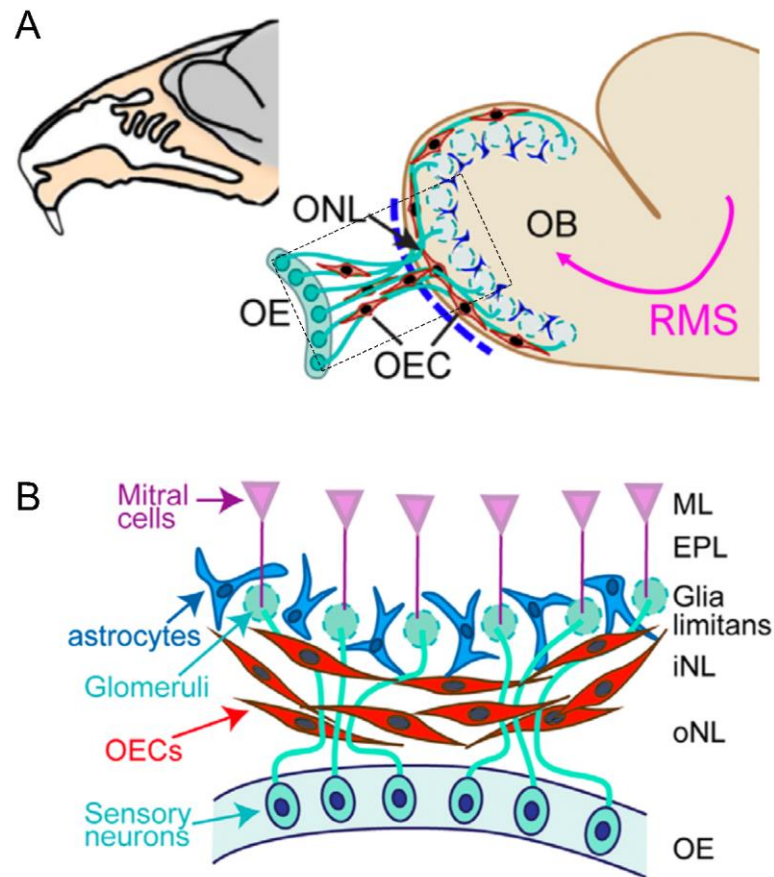 A
ONL
OB
OE
RMS
OEC
B
Mitral
cells
ML
EPL
astrocytes
Glia
limitans
Glomeruli
iNL
OECs
oNL
Sensory
neurons
OE